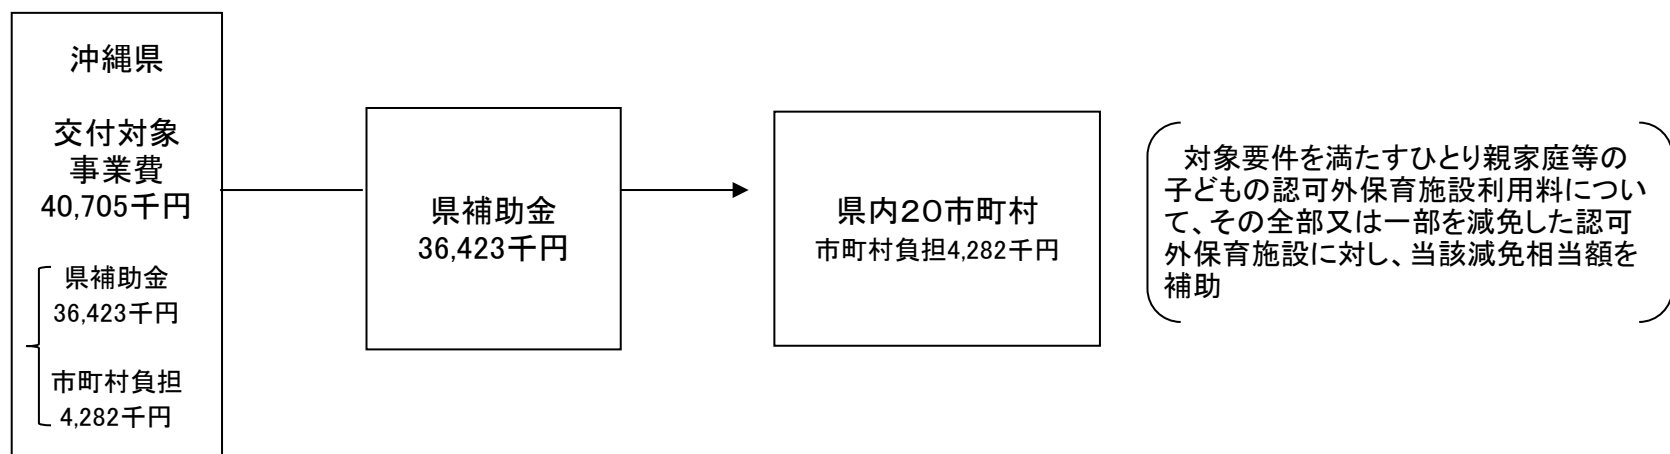 沖縄県
交付対象
事業費
40,705千円
県補助金
36,423千円
市町村負担
4,282千円
県補助金
36,423千円
県内20市町村
市町村負担4,282千円
対象要件を満たすひとり親家庭等の
子どもの認可外保育施設利用料につい
て、その全部又は一部を減免した認可
外保育施設に対し、当該減免相当額を
補助